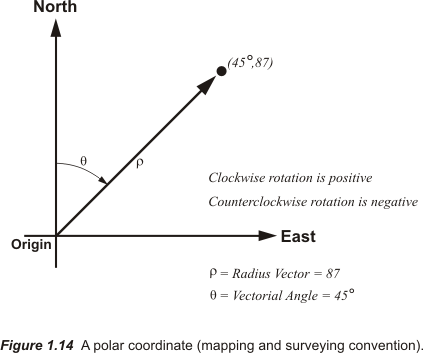 North
(45°,87)
θ
ρ
Clockwise rotation is positive
Counterclockwise rotation is negative
Origin
East
ρ = Radius Vector = 87
θ = Vectorial Angle = 45°
Figure 1.14 A polar coordinate (mapping and surveying convention).